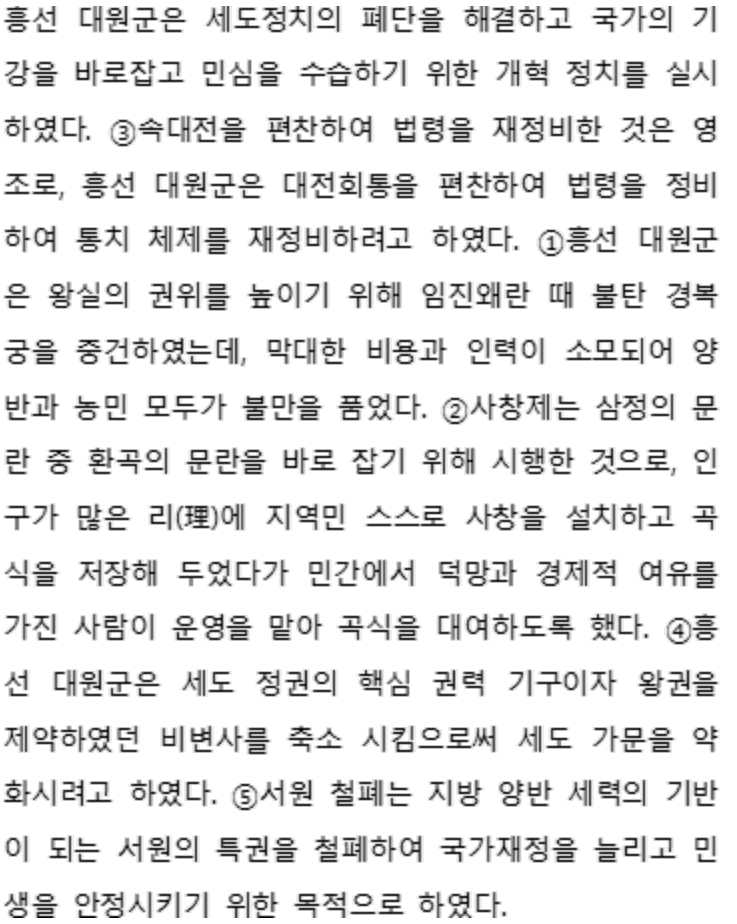 흥선 대원군은 세도정치의 폐단을 해결하고 국가의 기
강을 바로잡고 민심을 수습하기 위한 개혁 정치를 실시
하였다. ③속대전을 편찬하여 법령을 재정비한 것은 영
조로, 흥선 대원군은 대전회통을 편찬하여 법령을 정비
하여 통치 체제를 재정비하려고 하였다. ①흥선 대원군
은 왕실의 권위를 높이기 위해 임진왜란 때 불탄 경복
궁을 중건하였는데, 막대한 비용과 인력이 소모되어 양
반과 농민 모두가 불만을 품었다. ②사창제는 삼정의 문
란 중 환곡의 문란을 바로 잡기 위해 시행한 것으로, 인
구가 많은 리(理)에 지역민 스스로 사창을 설치하고 곡
식을 저장해 두었다가 민간에서 덕망과 경제적 여유를
가진 사람이 운영을 맡아 곡식을 대여하도록 했다. ④흥
선 대원군은 세도 정권의 핵심 권력 기구이자 왕권을
제약하였던 비변사를 축소 시킴으로써 세도 가문을 약
화시려고 하였다. ⑤서원 철폐는 지방 양반 세력의 기반
이 되는 서원의 특권을 철폐하여 국가재정을 늘리고 민
생을 안정시키기 위한 목적으로 하였다.